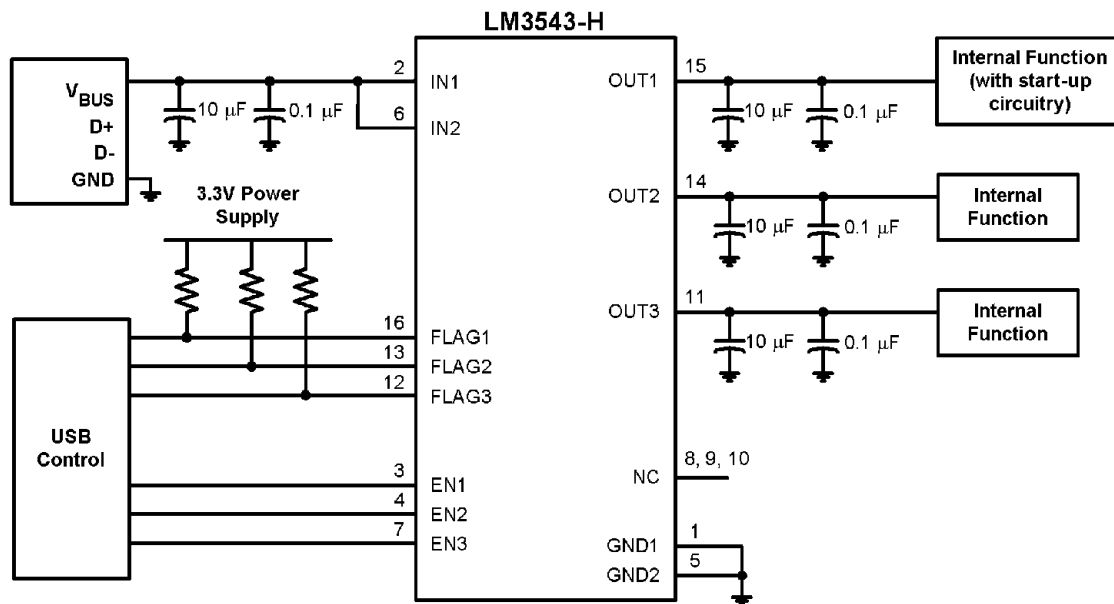 LM3543-H
V BUS
D+
D-
GND
10 µF
0.1 µF
2
IN1
6
IN2
3.3V Power
Supply
USB
Control
16
FLAG1
13
FLAG2
12
FLAG3
3
EN1
4
EN2
7
EN3
OUT1
15
10 µF
0.1 µF
Internal Function
(with start-up
circuitry)
OUT2
14
10 µF
0.1 µF
Internal
Function
OUT3
11
10 µF
0.1 µF
Internal
Function
NC
8, 9, 10
GND1
1
GND2
5